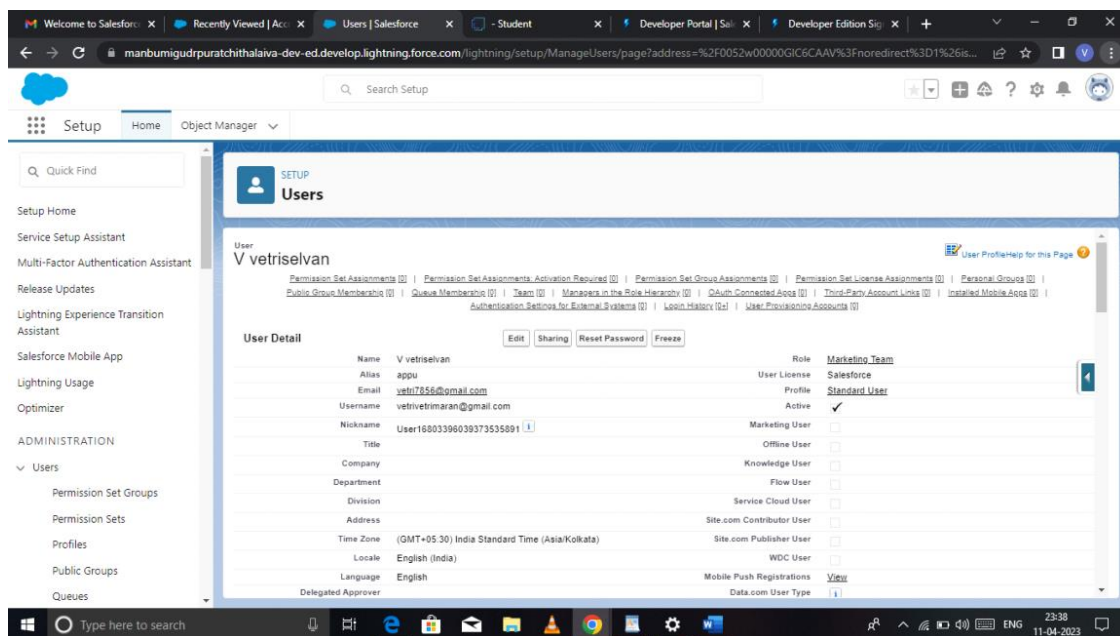 Welcome to Salesforc
Recently Viewed | Acc
Users | Salesforce
- Student
Developer Portal | Sal
Developer Edition Sig
manbumigudrpuratchithalaiva-dev-ed.develop.lightning.force.com/lightning/setup/ManageUsers/page?address=%2F0052w00000GIC6CAAV%3Fnoredirect%3D1%26is...
V
Search Setup
Setup
Home
Object Manager
Quick Find
Setup Home
Service Setup Assistant
Multi-Factor Authentication Assistant
Release Updates
Lightning Experience Transition
Assistant
Salesforce Mobile App
Lightning Usage
Optimizer
ADMINISTRATION
Users
Permission Set Groups
Permission Sets
Profiles
Public Groups
Queues
SETUP
Users
User
V vetriselvan
User Profile Help for this Page
Permission Set Assignments [0] | Permission Set Assignments: Activation Required [0] | Permission Set Group Assignments [0] | Permission Set License Assignments [0] | Personal Groups [0] |
Public Group Membership [0] | Queue Membership [0] | Team [0] | Managers in the Role Hierarchy [0] | OAuth Connected Apps [0] | Third-Party Account Links [0] | Installed Mobile Apps [0] |
Authentication Settings for External Systems [0] | Login History [0+] | User Provisioning Accounts [0]
User Detail
Edit Sharing Reset Password Freeze
Name V vetriselvan Role Marketing Team
Alias appu User License Salesforce
Email vetri7856@gmail.com Profile Standard User
Username vetrivetrimaran@gmail.com Active ✓
Nickname User16803396039373535891 i Marketing User
Title Offline User
Company Knowledge User
Department Flow User
Division Service Cloud User
Address Site.com Contributor User
Time Zone (GMT+05:30) India Standard Time (Asia/Kolkata) Site.com Publisher User
Locale English (India) WDC User
Language English Mobile Push Registrations View
Delegated Approver Data.com User Type i
Type here to search
ENG
23:38
11-04-2023